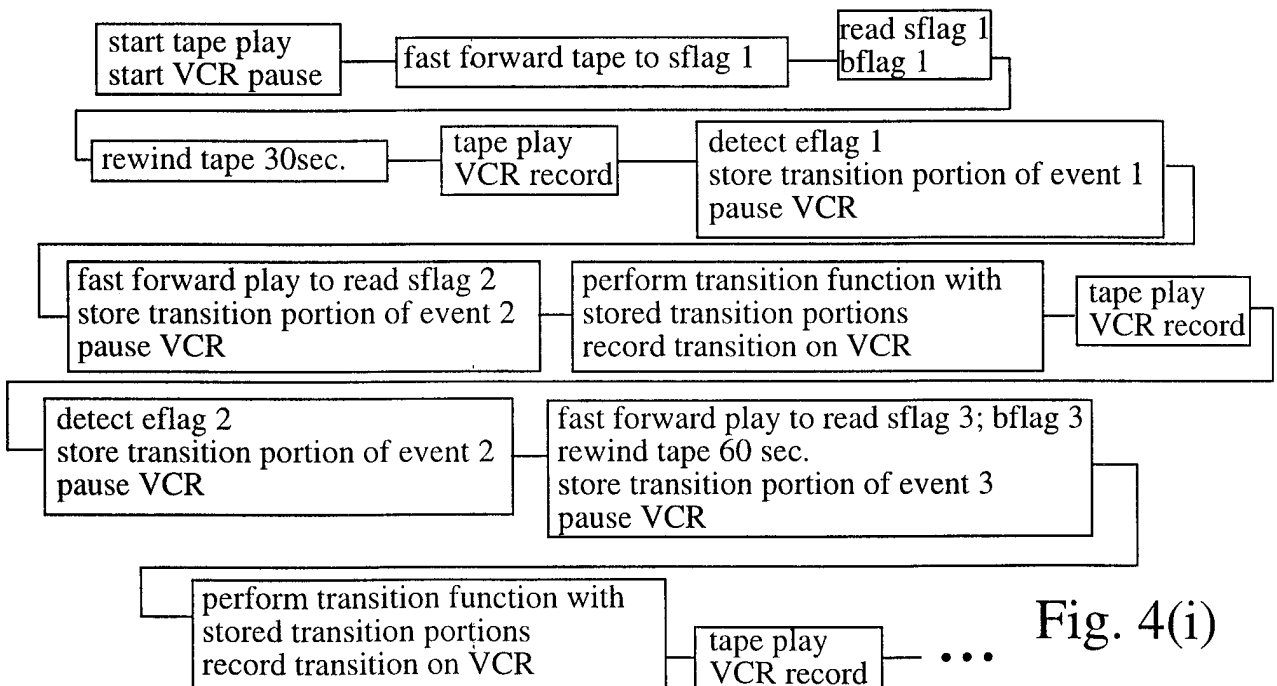 start tape play
start VCR pause
fast forward tape to sflag 1
read sflag 1
bflag 1
rewind tape 30sec.
tape play
VCR record
detect eflag 1
store transition portion of event 1
pause VCR
fast forward play to read sflag 2
store transition portion of event 2
pause VCR
perform transition function with
stored transition portions
record transition on VCR
tape play
VCR record
detect eflag 2
store transition portion of event 2
pause VCR
fast forward play to read sflag 3; bflag 3
rewind tape 60 sec.
store transition portion of event 3
pause VCR
perform transition function with
stored transition portions
record transition on VCR
tape play
VCR record
•••
Fig. 4(i)